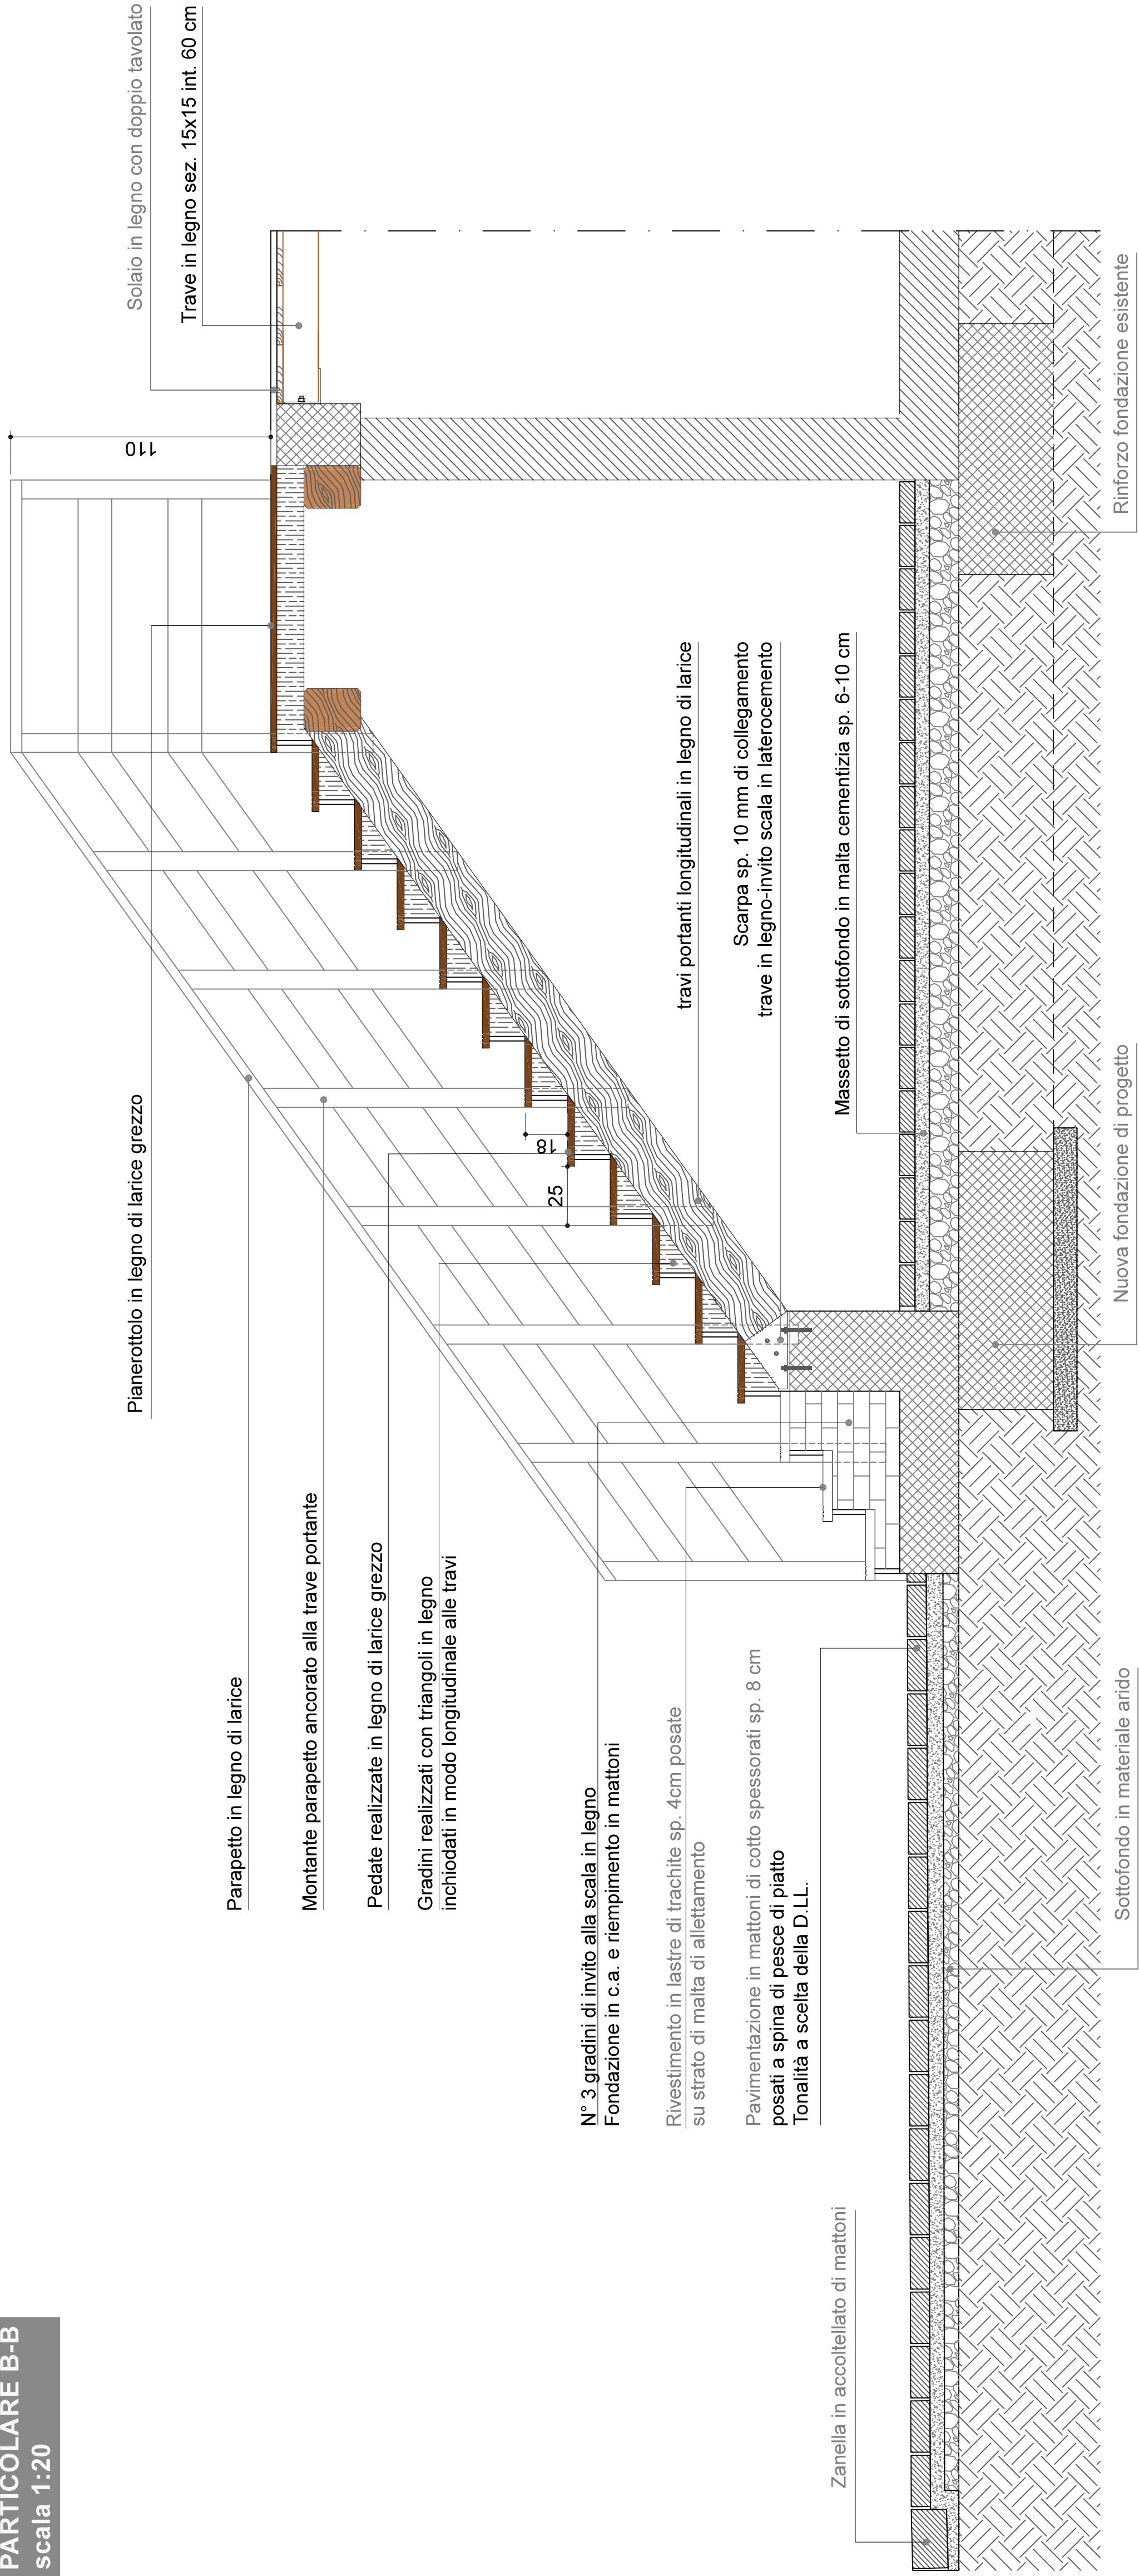 PARTICOLARE B-B
scala 1:20
Solaio in legno con doppio tavolato
Trave in legno sez. 15x15 int. 60 cm
110
Pianerottolo in legno di larice grezzo
Parapetto in legno di larice
Montante parapetto ancorato alla trave portante
Pedate realizzate in legno di larice grezzo
Gradini realizzati con triangoli in legno
inchiodati in modo longitudinale alle travi
18
25
N° 3 gradini di invito alla scala in legno
Fondazione in c.a. e riempimento in mattoni
Rivestimento in lastre di trachite sp. 4cm posate
su strato di malta di allettamento
Pavimentazione in mattoni di cotto spessorati sp. 8 cm
posati a spina di pesce di piatto
Tonalità a scelta della D.LL.
Zanella in accoltellato di mattoni
travi portanti longitudinali in legno di larice
Scarpa sp. 10 mm di collegamento
trave in legno-invito scala in laterocemento
Massetto di sottofondo in malta cementizia sp. 6-10 cm
Sottofondo in materiale arido
Nuova fondazione di progetto
Rinforzo fondazione esistente